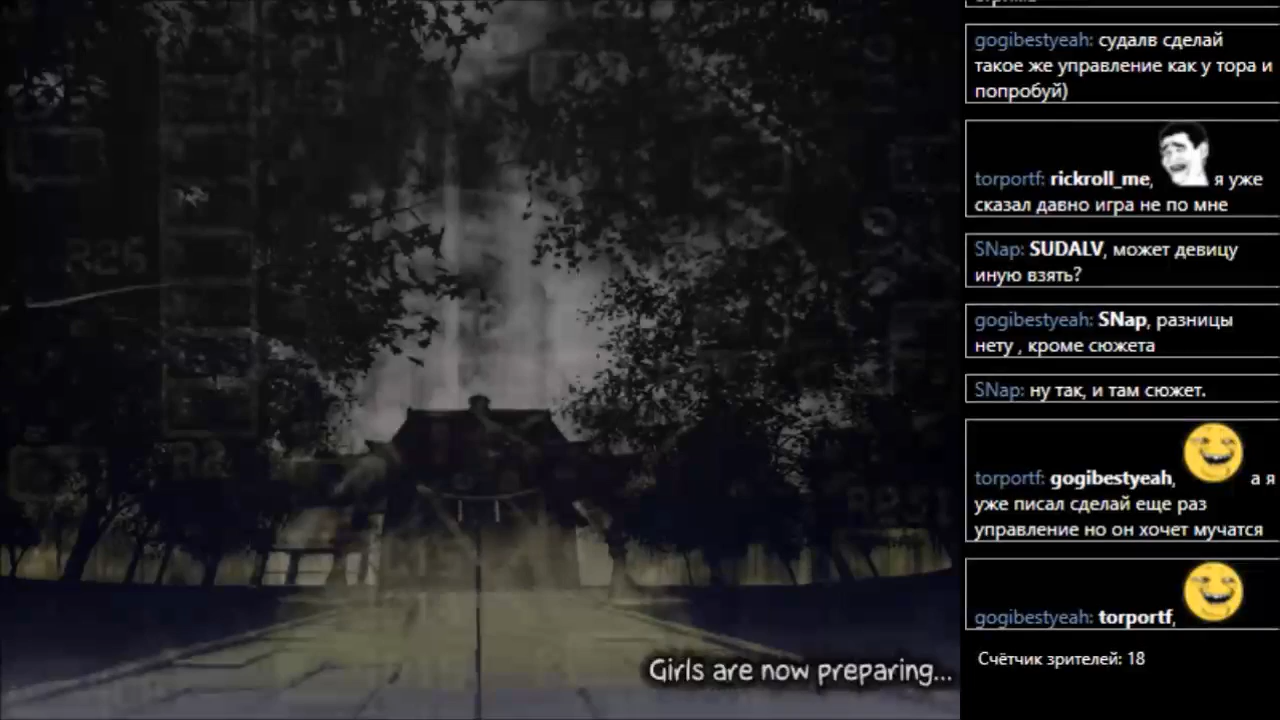 gogibestyeah: судалв сделай
такое же управление как у тора и
попробуй)
torportf: rickroll_me, я уже
сказал давно игра не по мне
SNap: SUDALV, может девицу
иную взять?
gogibestyeah: SNap, разницы
нету , кроме сюжета
SNap: ну так, и там сюжет.
torportf: gogibestyeah, а я
уже писал сделай еще раз
управление но он хочет мучатся
gogibestyeah: torportf,
Счётчик зрителей: 18
R26
Girls are now preparing...